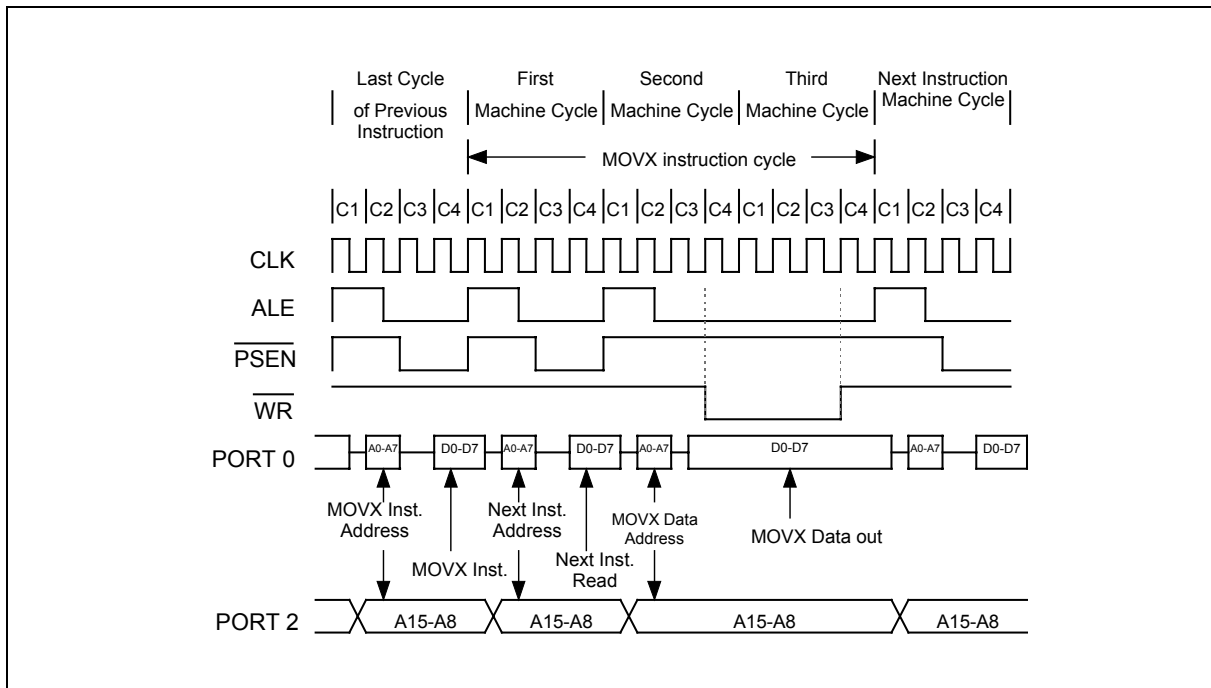 Last Cycle
of Previous
Instruction
First
Machine Cycle
Second
Machine Cycle
Third
Machine Cycle
Next Instruction
Machine Cycle
MOVX instruction cycle
C1 C2 C3 C4 C1 C2 C3 C4 C1 C2 C3 C4 C1 C2 C3 C4 C1 C2 C3 C4
CLK
ALE
PSEN
WR
PORT 0
A0-A7 D0-D7 A0-A7 D0-D7 A0-A7 D0-D7 A0-A7 D0-D7
MOVX Inst.
Address
MOVX Inst.
Next Inst.
Address
Next Inst.
Read
MOVX Data
Address
MOVX Data out
PORT 2
A15-A8 A15-A8 A15-A8 A15-A8